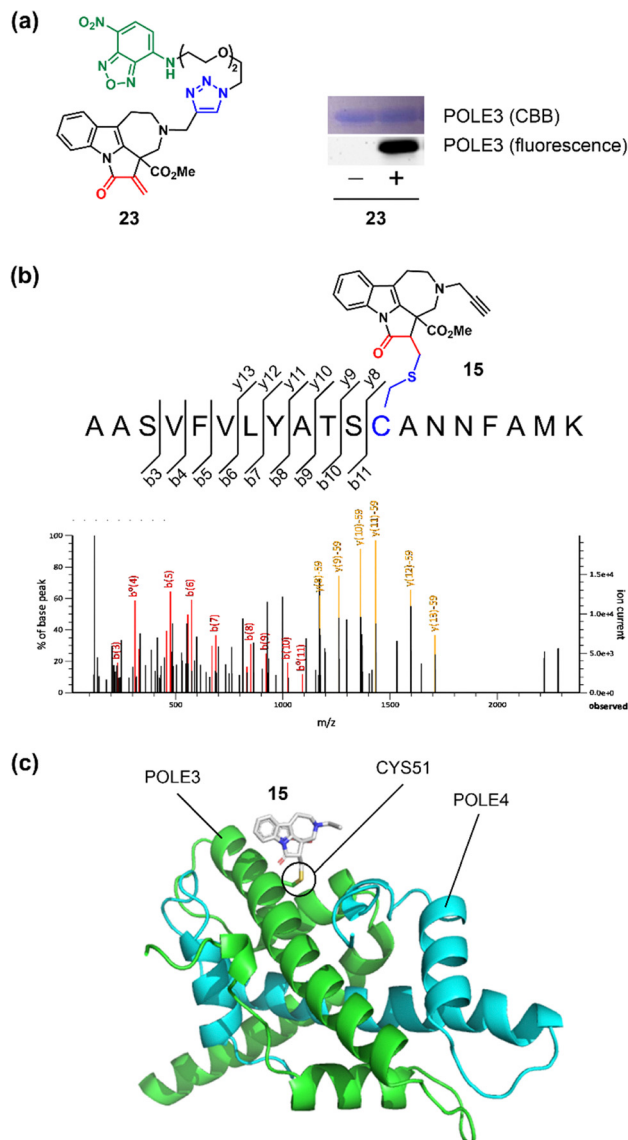 (a)
O₂N
N
O
N
N
H
O
2
N
N
N
N
N
O
CO₂Me
23
POLE3 (CBB)
POLE3 (fluorescence)
− +
23
(b)
N
N
CO₂Me
O
S
15
y13 y12 y11 y10 y9 y8
A A S V F V L Y A T S C A N N F A M K
b3 b4 b5 b6 b7 b8 b9 b10 b11
% of base peak
100
80
60
40
20
0
b(3)
b⁰(4)
b(5)
b(6)
b(7)
b(8)
b(9)
b(10)
b⁰(11)
y(9)-59
y(10)-59
y(11)-59
y(12)-59
y(13)-59
ion current
1.5e+4
1.0e+4
5.0e+3
0.0e+0
500 1000 1500 2000
observed
m/z
(c)
POLE3
15
CYS51
POLE4